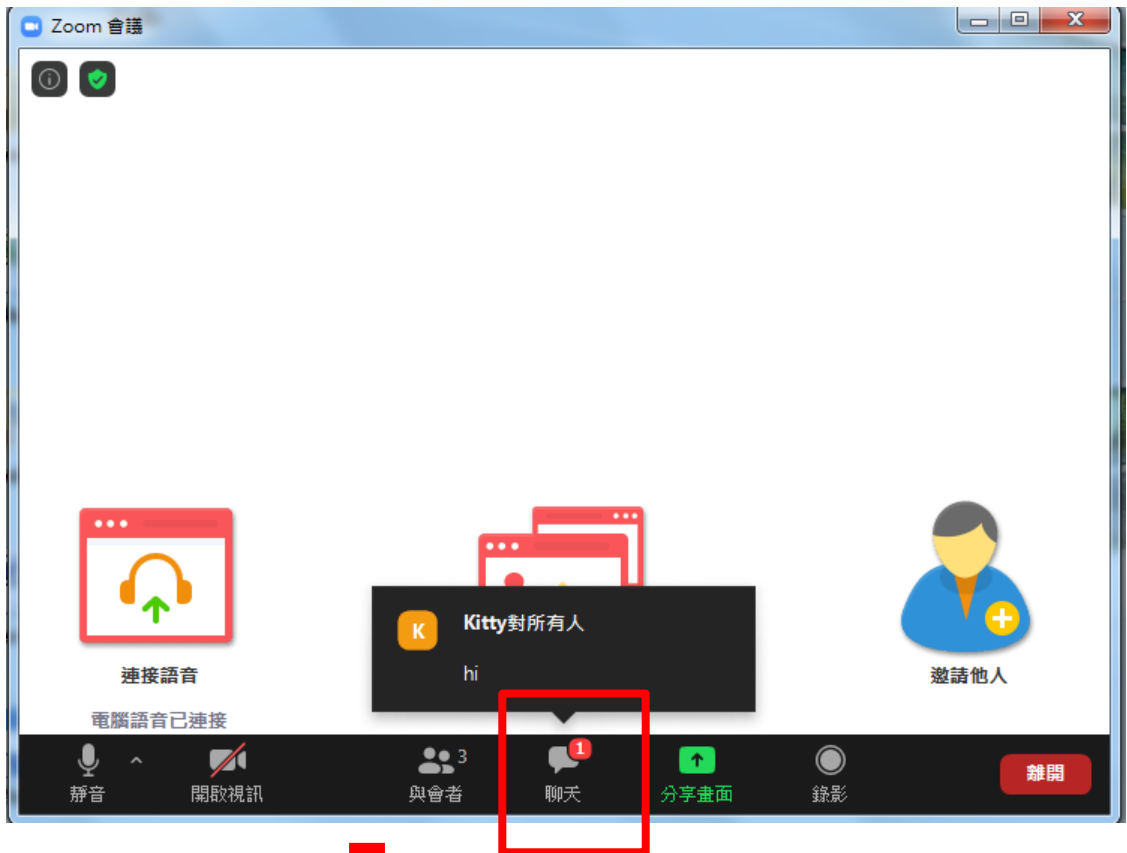 Zoom 會議
K
Kitty對所有人
hi
連接語音
電腦語音已連接
邀請他人
靜音
開啟視訊
與會者
3
聊天
1
分享畫面
錄影
離開